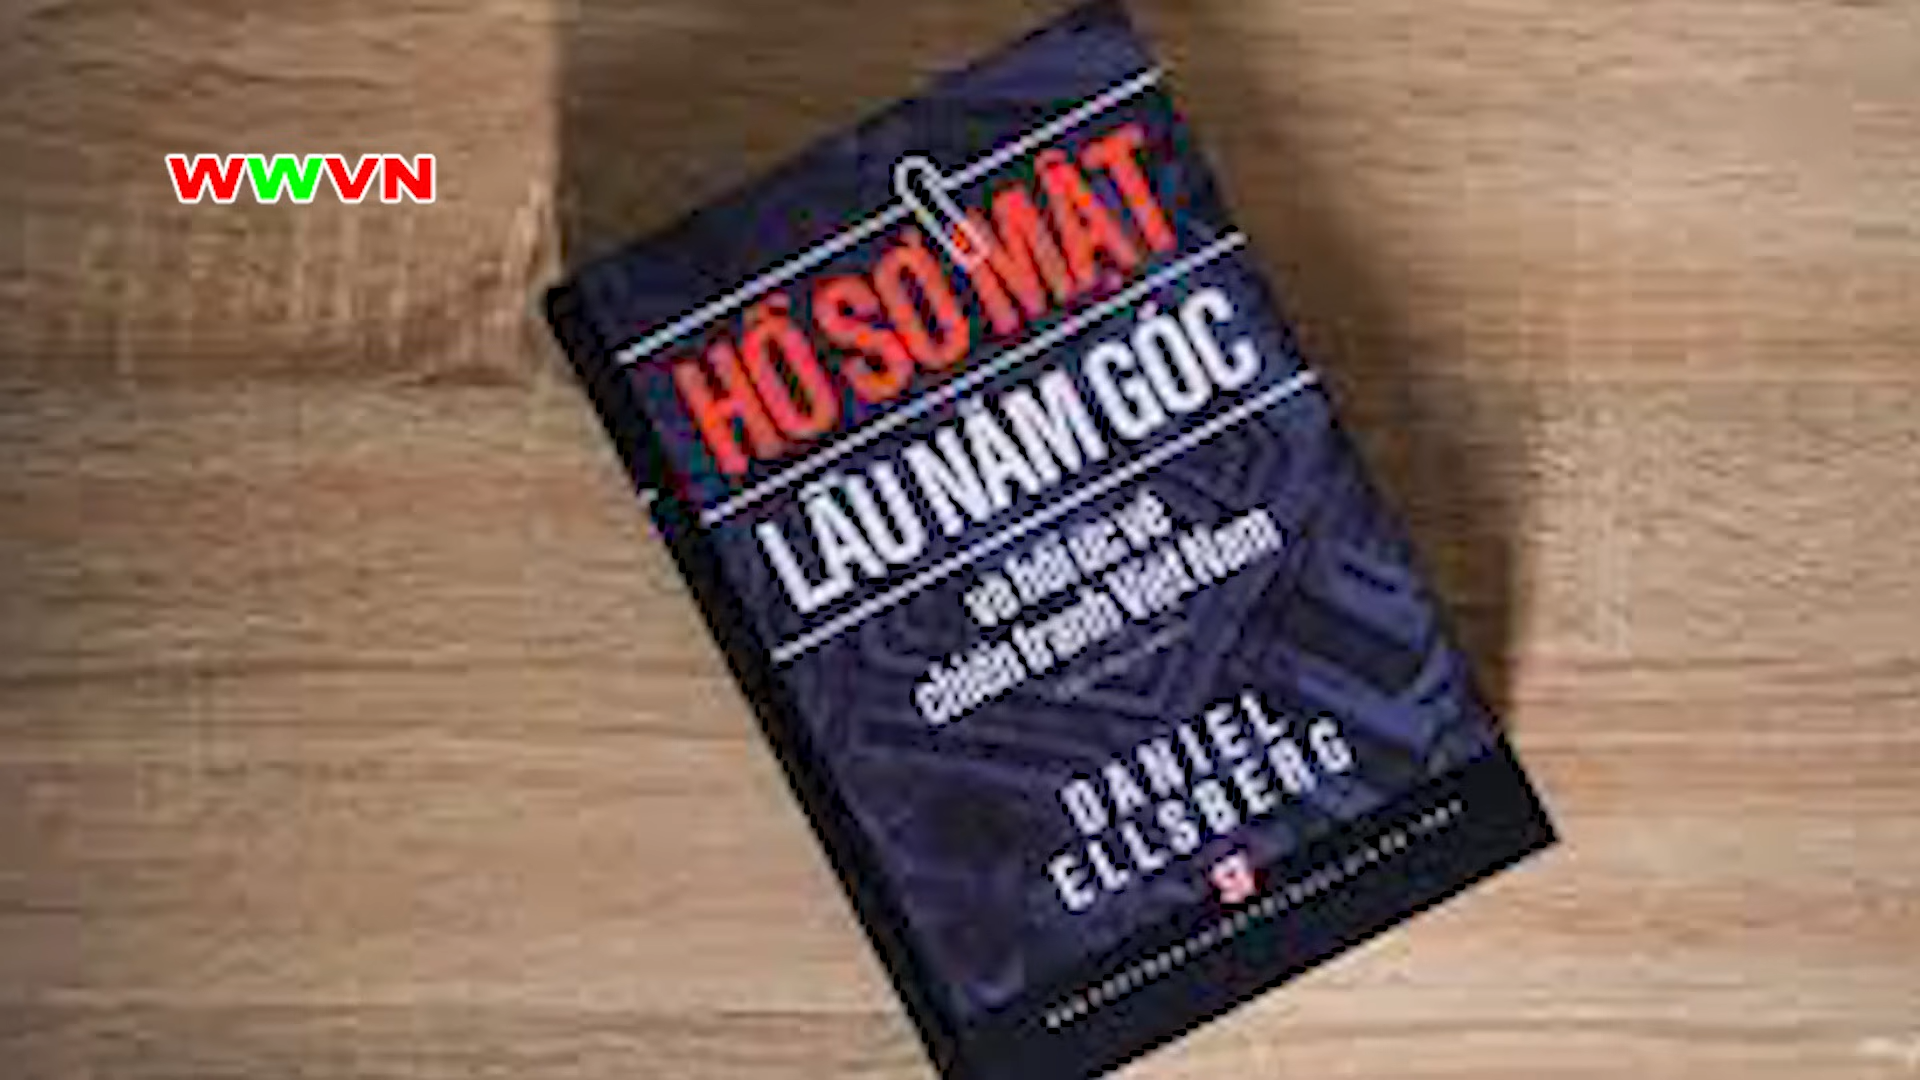 WWVN
HỒ SƠ MẬT
LẦU NĂM GÓC
và hồi ức về
chiến tranh Việt Nam
DANIEL
ELLSBERG